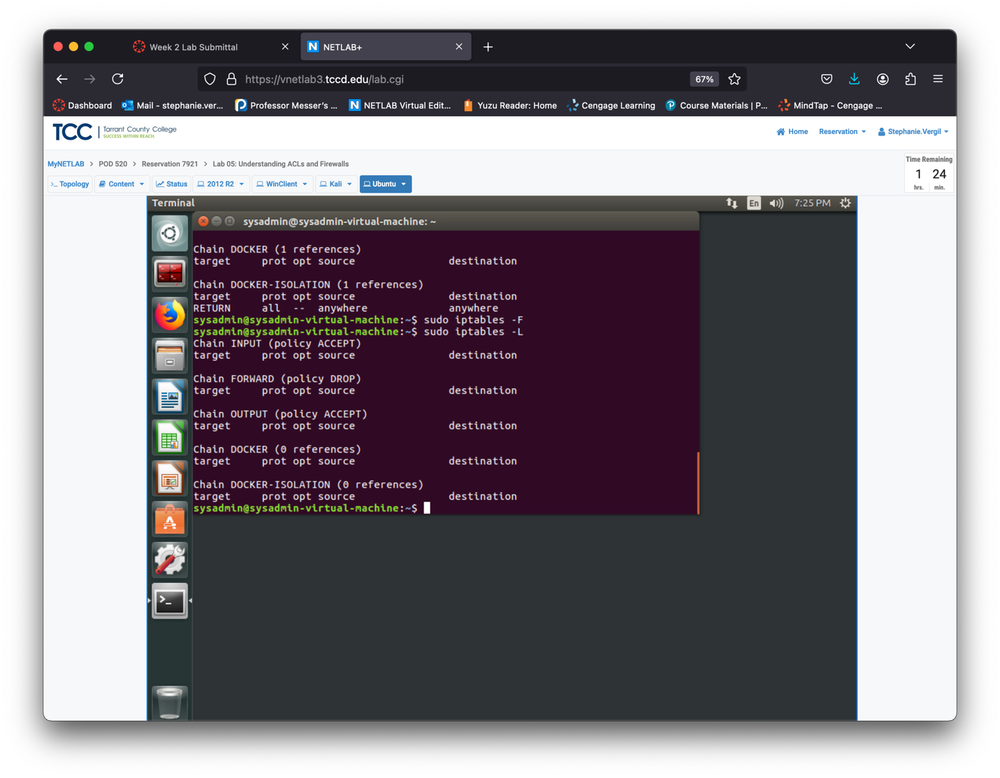 Week 2 Lab Submittal
NETLAB+
https://vnetlab3.tccd.edu/lab.cgi
67%
Dashboard
Mail - stephanie.ver...
Professor Messer's ...
NETLAB Virtual Edit...
Yuzu Reader: Home
Cengage Learning
Course Materials | P...
MindTap - Cengage ...
TCC
Tarrant County College
SUCCESS WITHIN REACH.
Home
Reservation
Stephanie.Vergil
MyNETLAB > POD 520 > Reservation 7921 > Lab 05: Understanding ACLs and Firewalls
Time Remaining
1 24
hrs. min.
>_ Topology
Content
Status
2012 R2
WinClient
Kali
Ubuntu
Terminal
En
7:25 PM
sysadmin@sysadmin-virtual-machine: ~
Chain DOCKER (1 references)
target     prot opt source               destination
Chain DOCKER-ISOLATION (1 references)
target     prot opt source               destination
RETURN     all  --  anywhere             anywhere
sysadmin@sysadmin-virtual-machine:~$ sudo iptables -F
sysadmin@sysadmin-virtual-machine:~$ sudo iptables -L
Chain INPUT (policy ACCEPT)
target     prot opt source               destination
Chain FORWARD (policy DROP)
target     prot opt source               destination
Chain OUTPUT (policy ACCEPT)
target     prot opt source               destination
Chain DOCKER (0 references)
target     prot opt source               destination
Chain DOCKER-ISOLATION (0 references)
target     prot opt source               destination
sysadmin@sysadmin-virtual-machine:~$